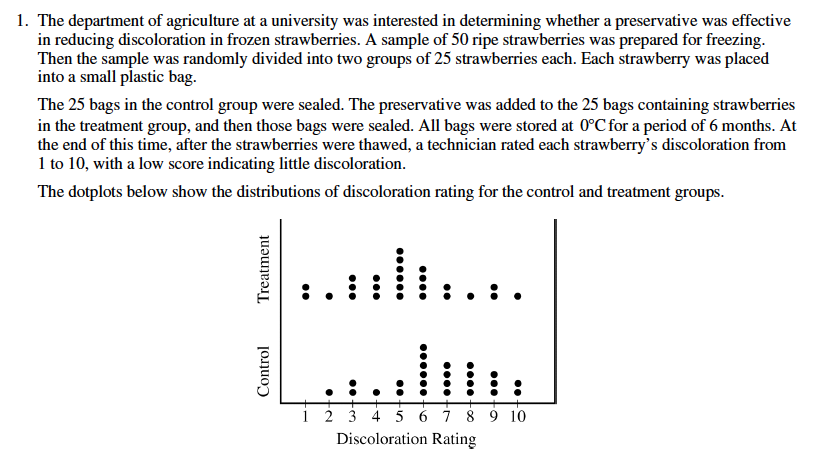 1. The department of agriculture at a university was interested in determining whether a preservative was effective
in reducing discoloration in frozen strawberries. A sample of 50 ripe strawberries was prepared for freezing.
Then the sample was randomly divided into two groups of 25 strawberries each. Each strawberry was placed
into a small plastic bag.
The 25 bags in the control group were sealed. The preservative was added to the 25 bags containing strawberries
in the treatment group, and then those bags were sealed. All bags were stored at 0°C for a period of 6 months. At
the end of this time, after the strawberries were thawed, a technician rated each strawberry's discoloration from
1 to 10, with a low score indicating little discoloration.
The dotplots below show the distributions of discoloration rating for the control and treatment groups.
Treatment
Control
1 2 3 4 5 6 7 8 9 10
Discoloration Rating